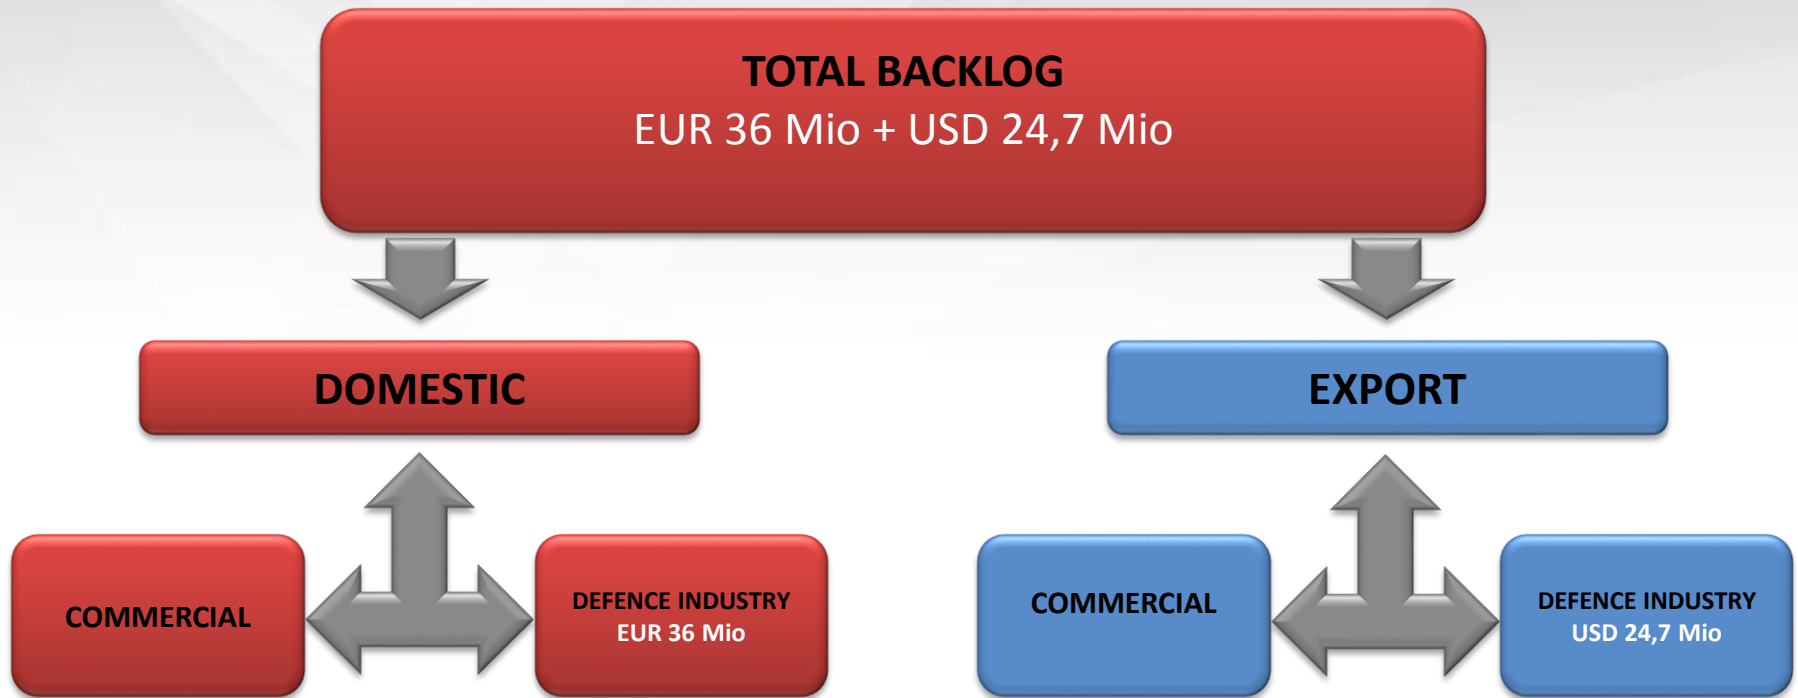 TOTAL BACKLOG
EUR 36 Mio + USD 24,7 Mio
DOMESTIC
EXPORT
COMMERCIAL
DEFENCE INDUSTRY
EUR 36 Mio
COMMERCIAL
DEFENCE INDUSTRY
USD 24,7 Mio